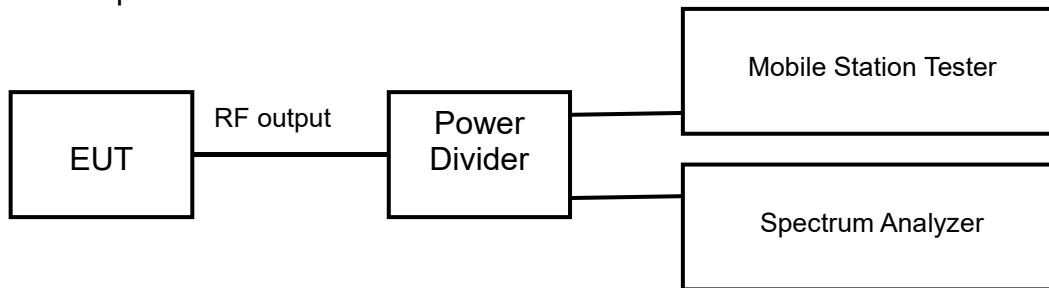 Mobile Station Tester
RF output
EUT
Power
Divider
Spectrum Analyzer